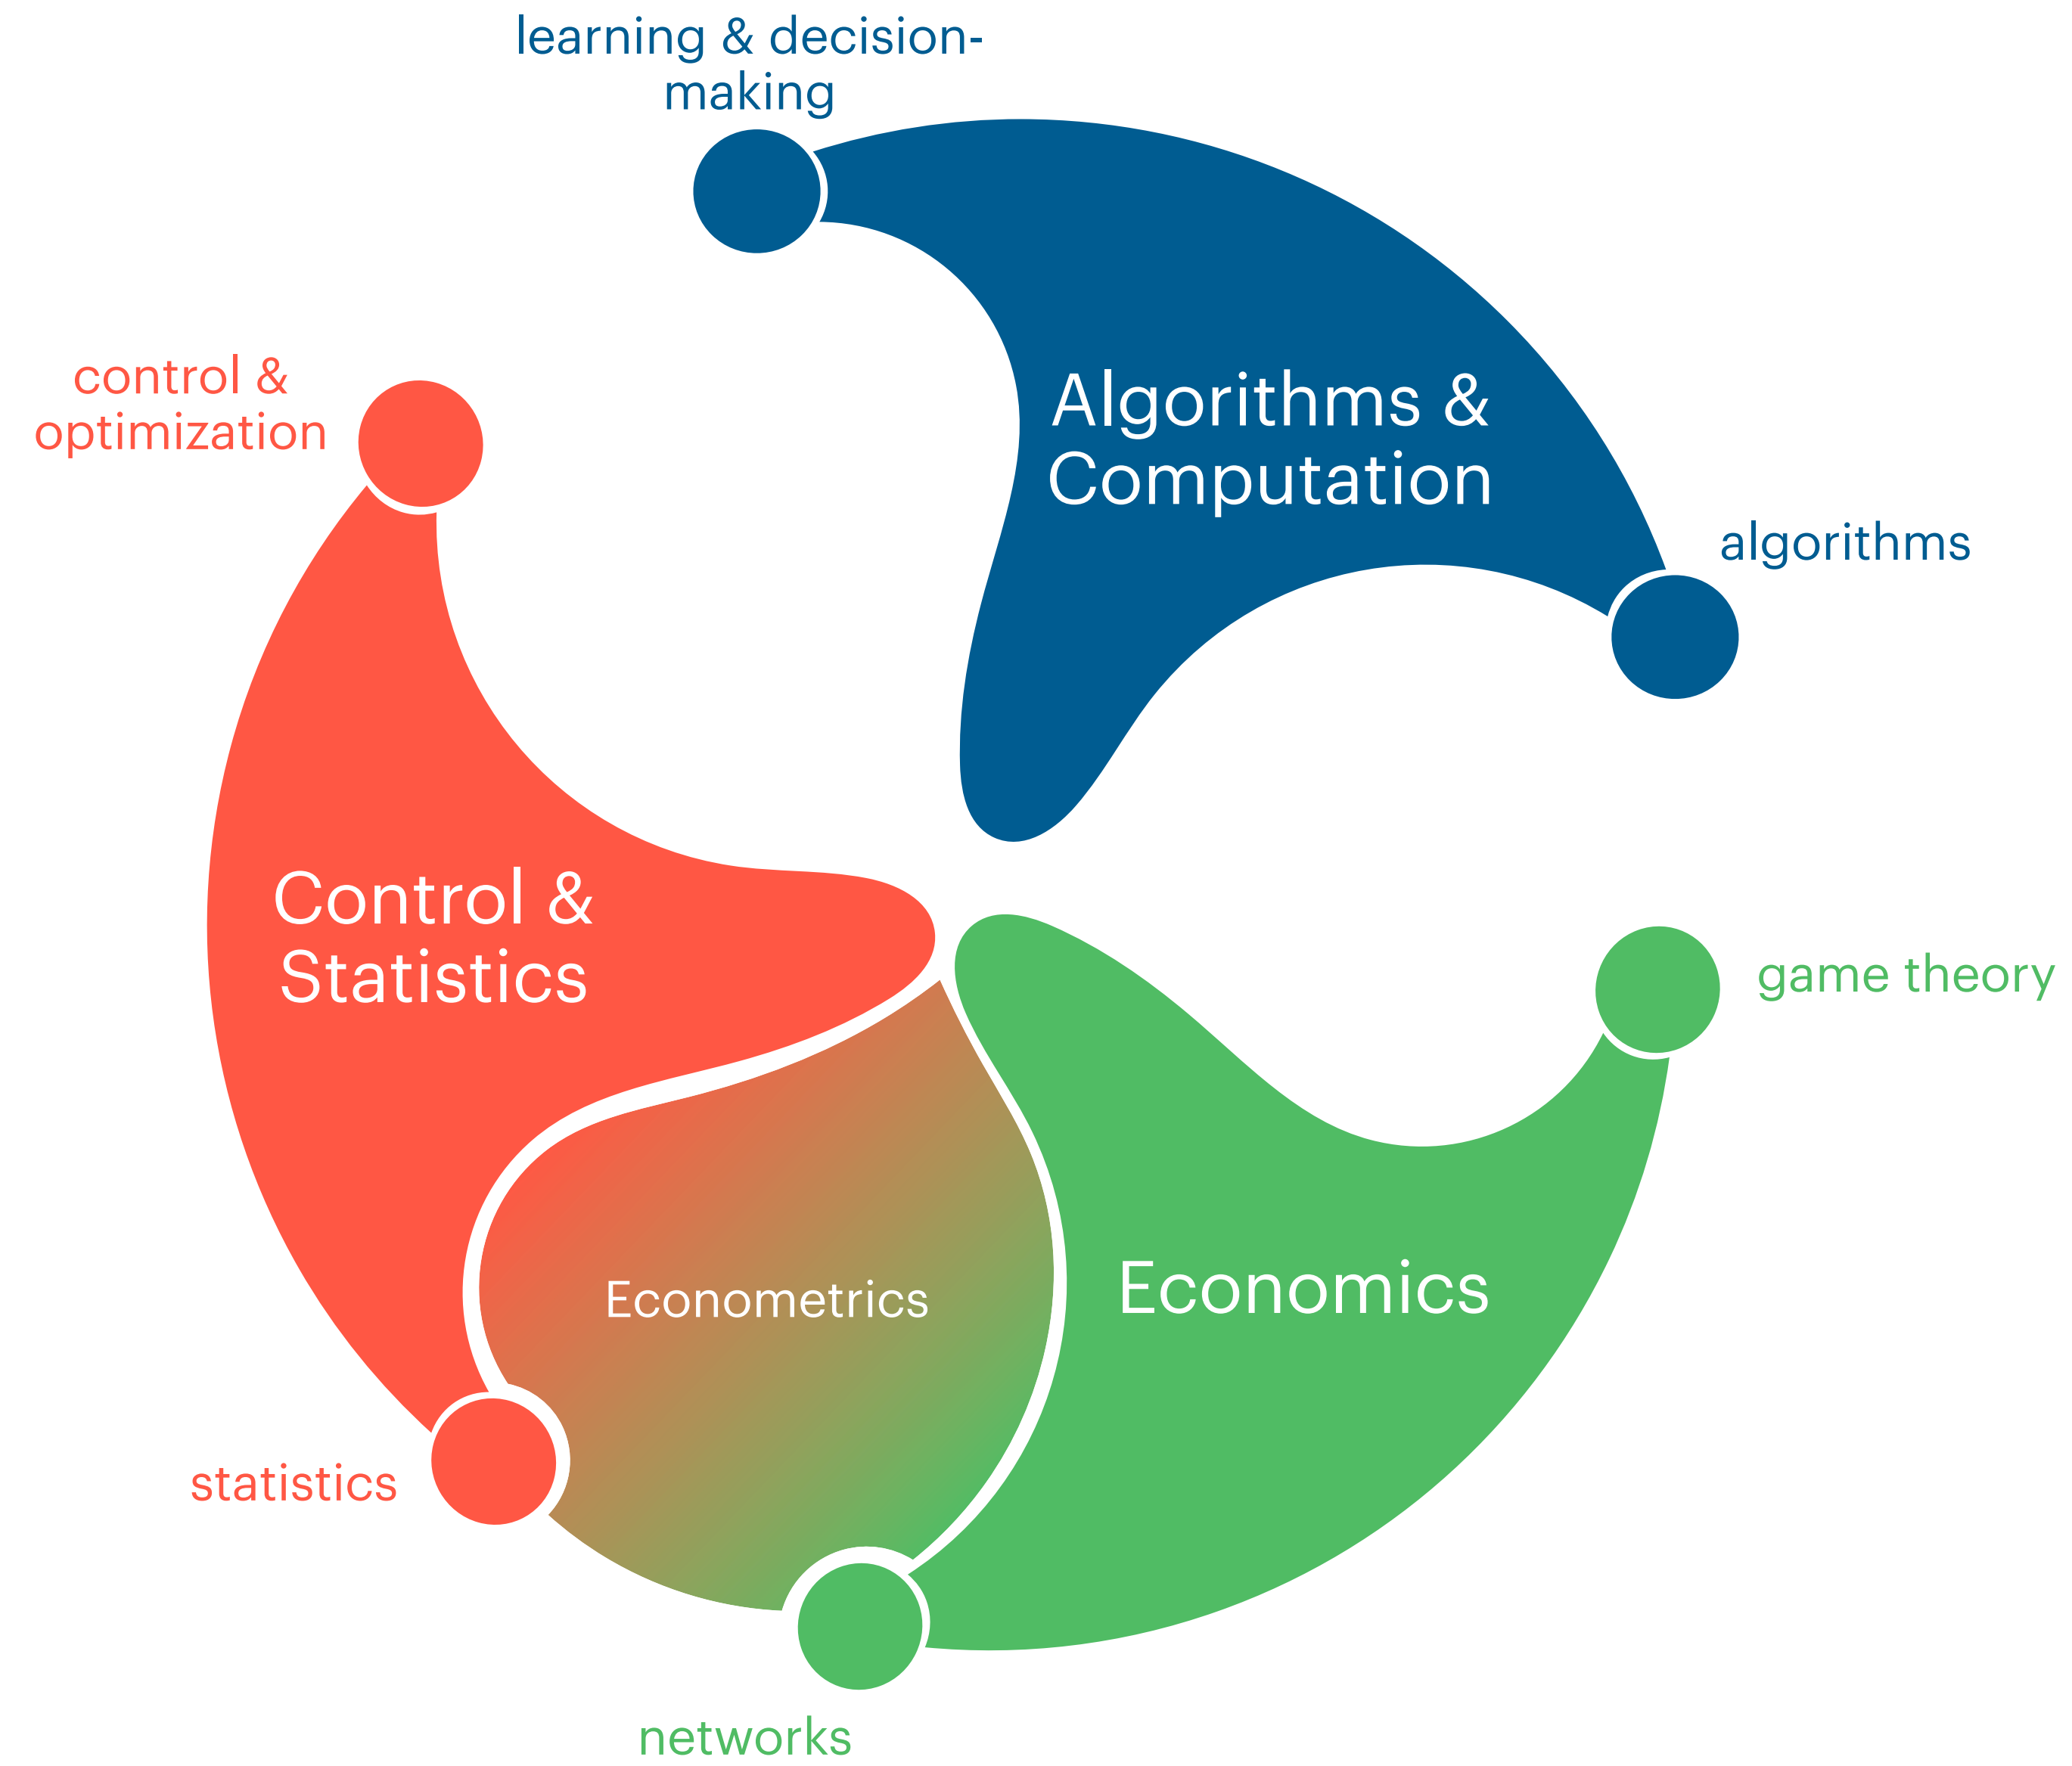 learning & decision-
making
control &
optimization
Algorithms &
Computation
algorithms
Control &
Statistics
game theory
Econometrics
Economics
statistics
networks